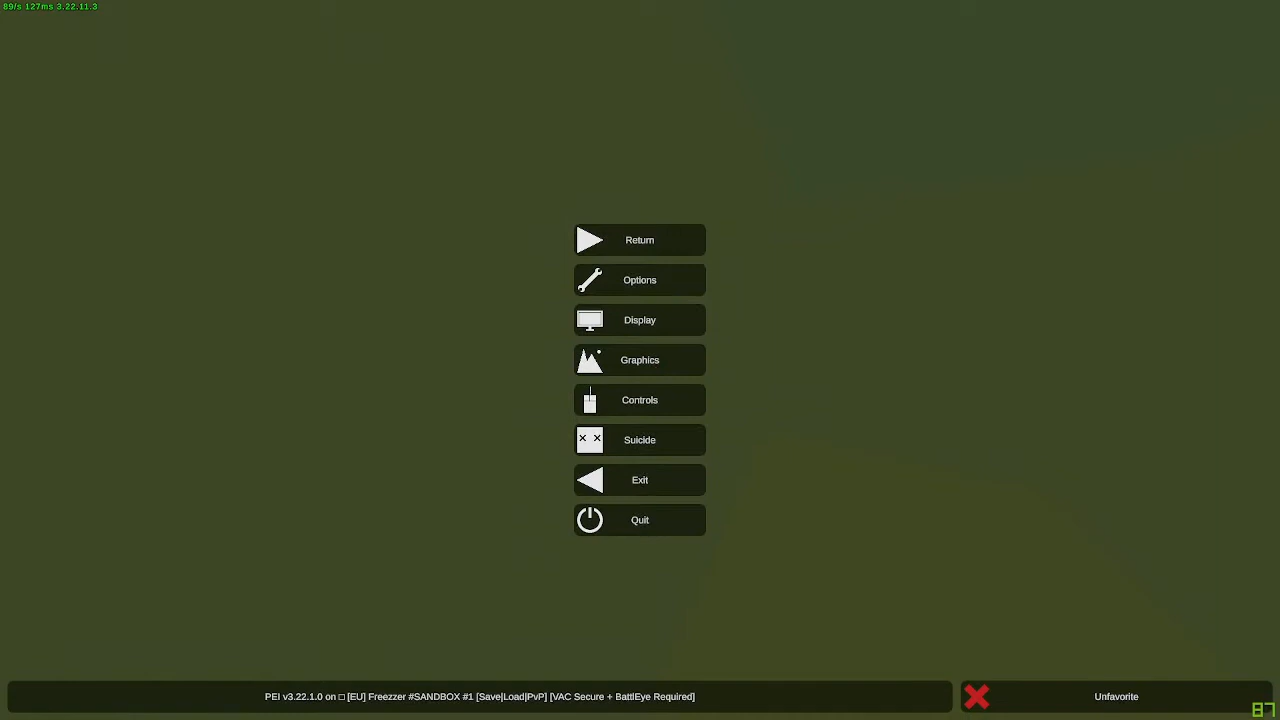 89/s 127ms 3.22.11.3
Return
Options
Display
Graphics
Controls
Suicide
Exit
Quit
PEI v3.22.1.0 on □ [EU] Freezzer #SANDBOX #1 [Save|Load|PvP] [VAC Secure + BattlEye Required]
Unfavorite
87